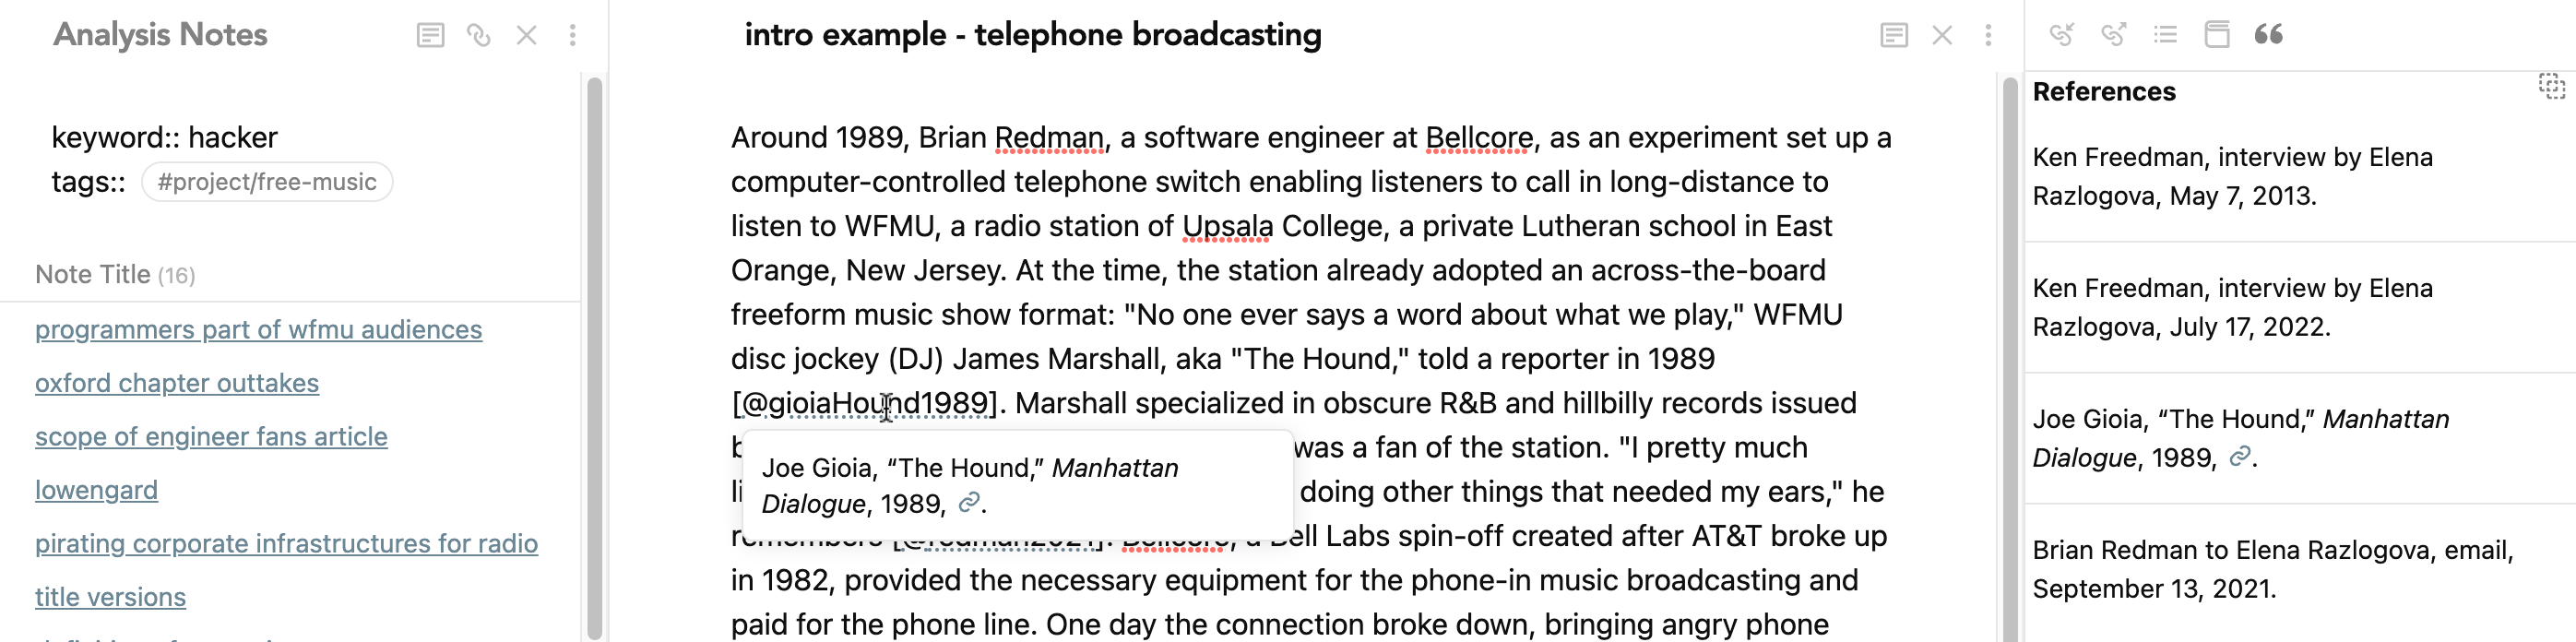 Analysis Notes
keyword:: hacker
tags:: #project/free-music
Note Title (16)
programmers part of wfmu audiences
oxford chapter outtakes
scope of engineer fans article
lowengard
pirating corporate infrastructures for radio
title versions
intro example - telephone broadcasting
Around 1989, Brian Redman, a software engineer at Bellcore, as an experiment set up a
computer-controlled telephone switch enabling listeners to call in long-distance to
listen to WFMU, a radio station of Upsala College, a private Lutheran school in East
Orange, New Jersey. At the time, the station already adopted an across-the-board
freeform music show format: "No one ever says a word about what we play," WFMU
disc jockey (DJ) James Marshall, aka "The Hound," told a reporter in 1989
[@gioiaHound1989]. Marshall specialized in obscure R&B and hillbilly records issued
was a fan of the station. "I pretty much
doing other things that needed my ears," he
remembers [@redman2021]. Bellcore, a Bell Labs spin-off created after AT&T broke up
in 1982, provided the necessary equipment for the phone-in music broadcasting and
paid for the phone line. One day the connection broke down, bringing angry phone
Joe Gioia, “The Hound,” Manhattan
Dialogue, 1989, .
References
Ken Freedman, interview by Elena
Razlogova, May 7, 2013.
Ken Freedman, interview by Elena
Razlogova, July 17, 2022.
Joe Gioia, “The Hound,” Manhattan
Dialogue, 1989, .
Brian Redman to Elena Razlogova, email,
September 13, 2021.